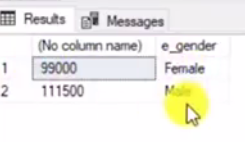 Results Messages
(No column name) e_gender
1 99000 Female
2 111500 Male